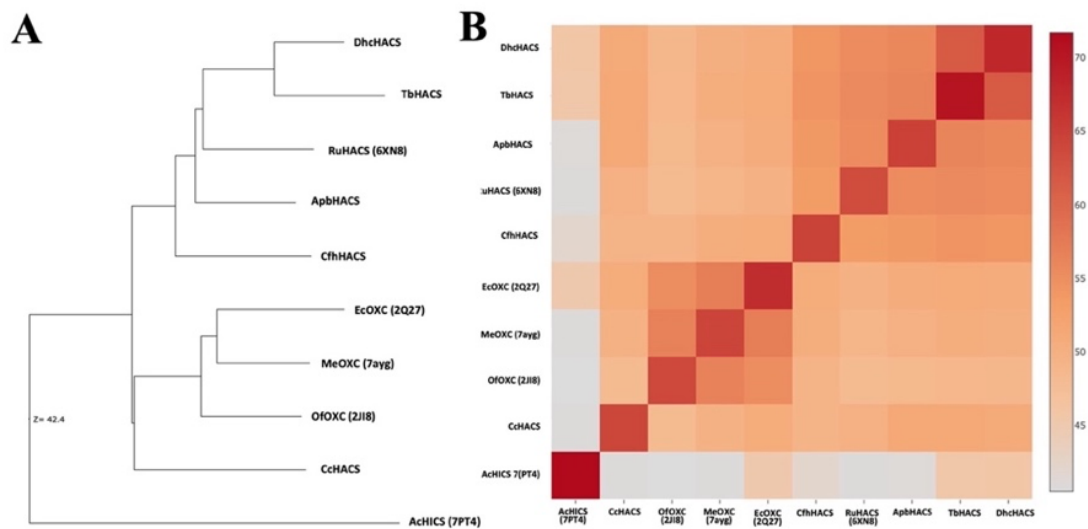 A
DhcHACS
TbHACS
RuHACS (6XN8)
ApbHACS
CfhHACS
EcOXC (2Q27)
MeOXC (7ayg)
OfOXC (2JI8)
Z= 42.4
CcHACS
AcHICS (7PT4)
B
DhcHACS
TbHACS
ApbHACS
RuHACS (6XN8)
CfhHACS
EcOXC (2Q27)
MeOXC (7ayg)
OfOXC (2JI8)
CcHACS
AcHICS 7(PT4)
AcHICS
(7PT4)
CcHACS
OfOXC
(2JI8)
MeOXC
(7ayg)
EcOXC
(2Q27)
CfhHACS
RuHACS
(6XN8)
ApbHACS
TbHACS
DhcHACS
70
65
60
55
50
45